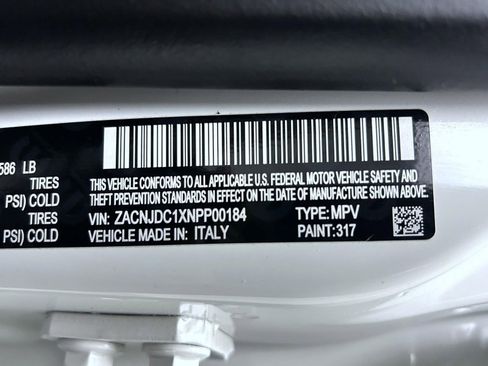 586 LB
TIRES
PSI) COLD
TIRES
PSI) COLD
THIS VEHICLE CONFORMS TO ALL APPLICABLE U.S. FEDERAL MOTOR VEHICLE SAFETY, BUMPER, AND
THEFT PREVENTION STANDARDS IN EFFECT ON THE DATE OF MANUFACTURE SHOWN ABOVE.
VIN: ZACNJDC1XNPP00184 TYPE: MPV
VEHICLE MADE IN: ITALY PAINT: 317